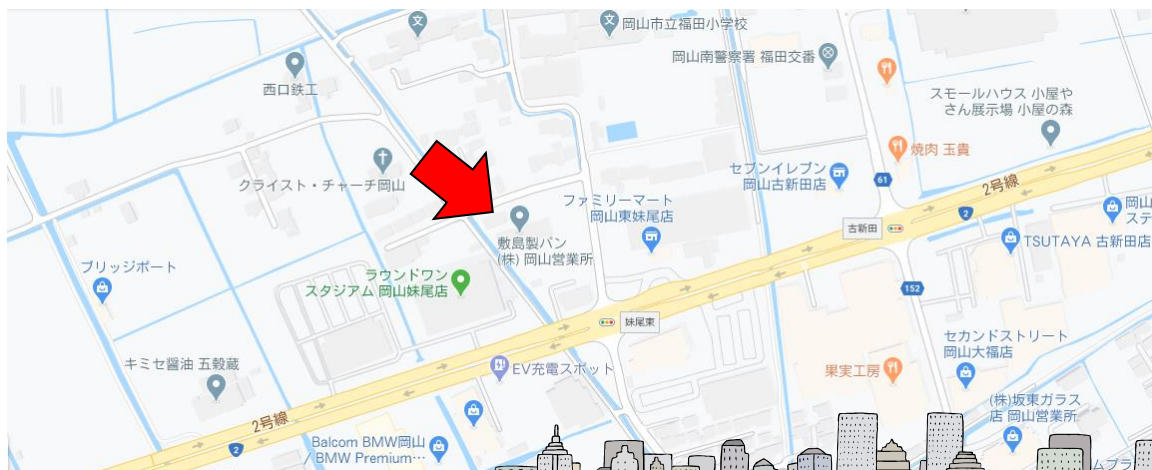 岡山市立福田小学校
岡山南警察署 福田交番
西口鉄工
スモールハウス 小屋や
さん展示場 小屋の森
クライスト・チャーチ岡山
セブンイレブン
岡山古新田店
焼肉 玉貴
61
2号線
2
ファミリーマート
岡山東妹尾店
古新田
岡山
ステ
敷島製パン
(株) 岡山営業所
TSUTAYA 古新田店
ブリッジポート
ラウンドワン
スタジアム 岡山妹尾店
152
妹尾東
セカンドストリート
岡山大福店
キミセ醤油 五穀蔵
EV充電スポット
果実工房
(株)坂東ガラス
店 岡山営業所
2号線
2
Balcom BMW岡山
/ BMW Premium…
ムプラ